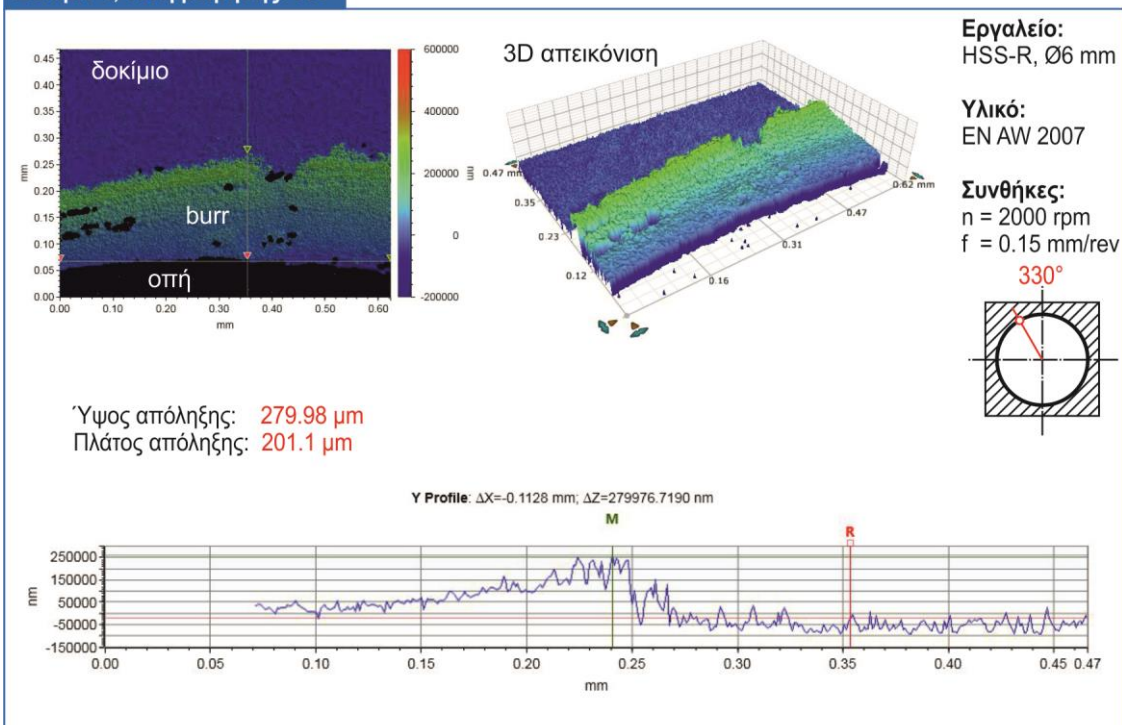 δοκίμιο
burr
οπή
0.45
0.40
0.35
0.30
0.25
0.20
0.15
0.10
0.05
0.00
mm
0.00 0.10 0.20 0.30 0.40 0.50 0.60
mm
600000
400000
200000
0
-200000
nm
3D απεικόνιση
0.47 mm
0.35
0.23
0.12
0.16
0.31
0.47
0.62 mm
Εργαλείο:
HSS-R, Ø6 mm
Υλικό:
EN AW 2007
Συνθήκες:
n = 2000 rpm
f = 0.15 mm/rev
330°
Ύψος απόληξης: 279.98 μm
Πλάτος απόληξης: 201.1 μm
Y Profile: ΔX=-0.1128 mm; ΔZ=279976.7190 nm
M
R
250000
150000
50000
-50000
-150000
nm
0.00 0.05 0.10 0.15 0.20 0.25 0.30 0.35 0.40 0.45 0.47
mm